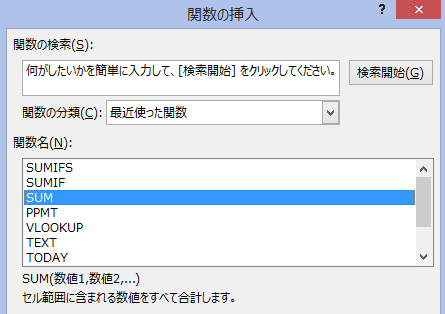 関数の挿入
?
関数の検索(S):
何がしたいかを簡単に入力して、[検索開始] をクリックしてください。
検索開始(G)
関数の分類(C): 最近使った関数
関数名(N):
SUMIFS
SUMIF
SUM
PPMT
VLOOKUP
TEXT
TODAY
SUM(数値1,数値2,...)
セル範囲に含まれる数値をすべて合計します。